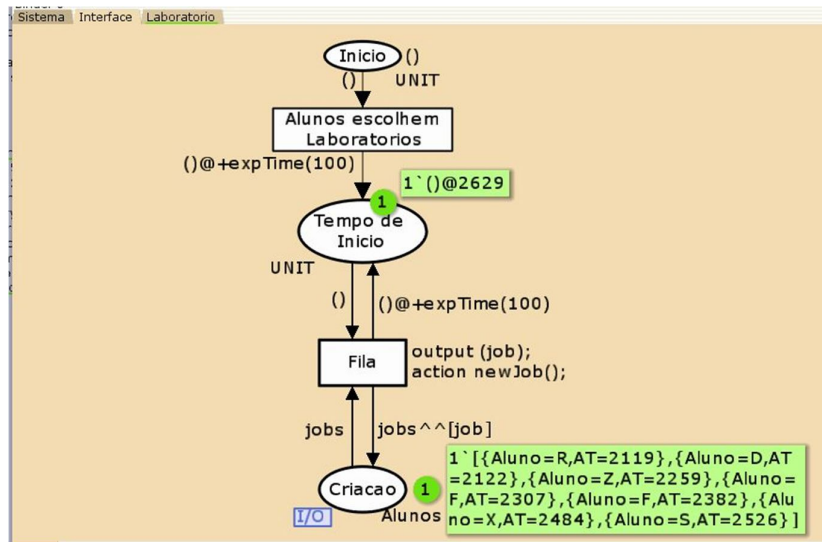 Sistema Interface Laboratorio
Inicio ()
() UNIT
Alunos escolhem
Laboratorios
()@+expTime(100)
1`()@2629
1
Tempo de
Inicio
UNIT
() ()@+expTime(100)
Fila
output (job);
action newJob();
jobs jobs^^[job]
Criacao 1
I/O Alunos
1`[{Aluno=R,AT=2119},{Aluno=D,AT
=2122},{Aluno=Z,AT=2259},{Aluno=
F,AT=2307},{Aluno=F,AT=2382},{Alu
no=X,AT=2484},{Aluno=S,AT=2526}]